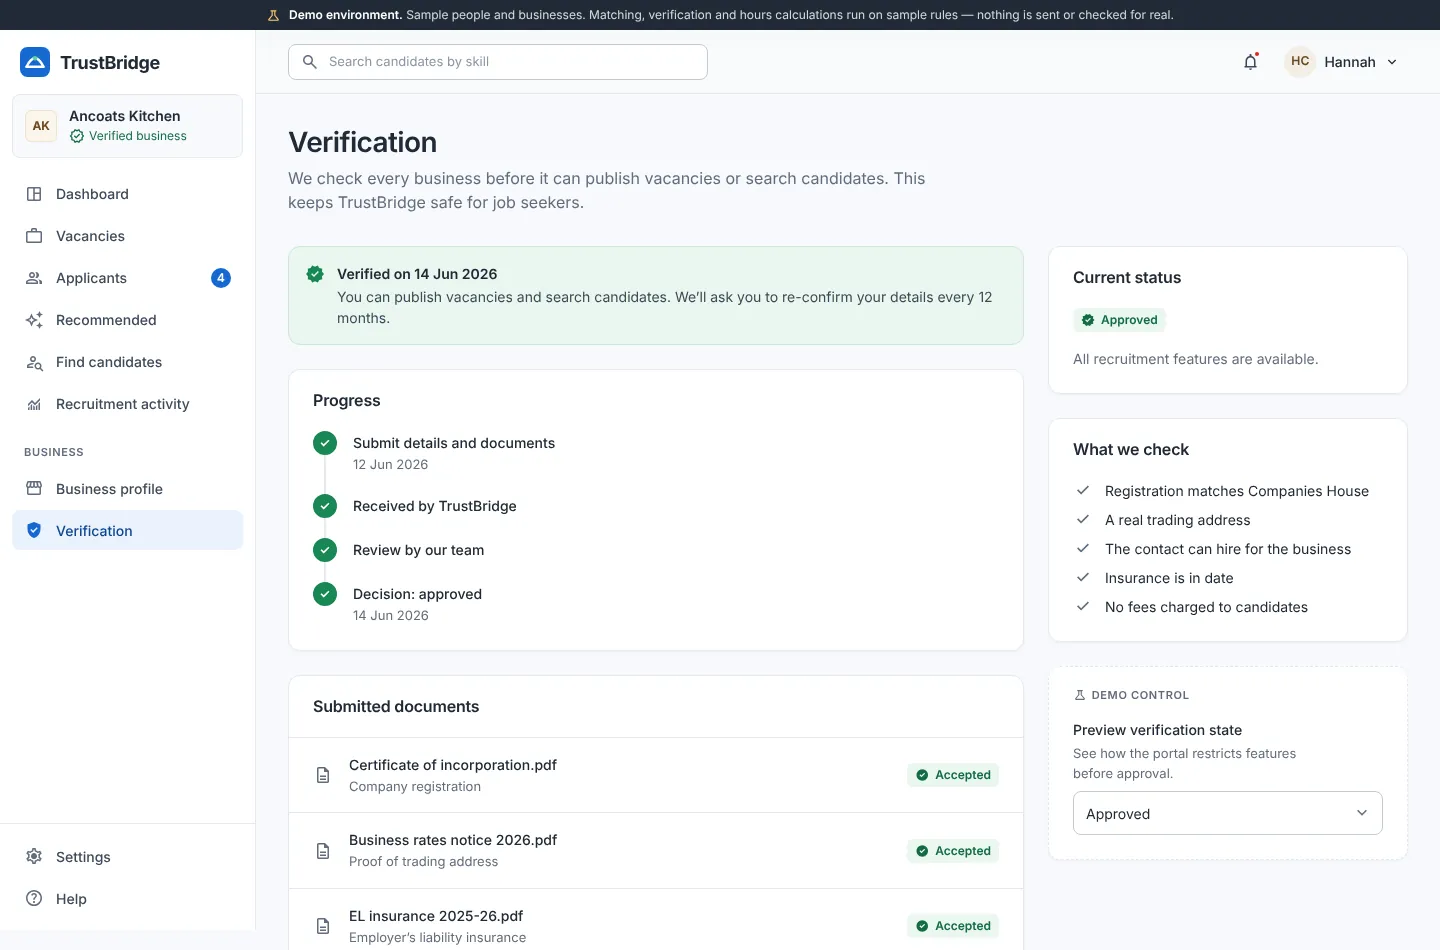 Demo environment. Sample people and businesses. Matching, verification and hours calculations run on sample rules — nothing is sent or checked for real.
TrustBridge
Search candidates by skill
HC
Hannah
AK
Ancoats Kitchen
Verified business
Dashboard
Vacancies
Applicants
4
Recommended
Find candidates
Recruitment activity
BUSINESS
Business profile
Verification
Settings
Help
Verification
We check every business before it can publish vacancies or search candidates. This
keeps TrustBridge safe for job seekers.
Verified on 14 Jun 2026
You can publish vacancies and search candidates. We’ll ask you to re-confirm your details every 12
months.
Progress
Submit details and documents
12 Jun 2026
Received by TrustBridge
Review by our team
Decision: approved
14 Jun 2026
Submitted documents
Certificate of incorporation.pdf
Company registration
Accepted
Business rates notice 2026.pdf
Proof of trading address
Accepted
EL insurance 2025-26.pdf
Employer’s liability insurance
Accepted
Current status
Approved
All recruitment features are available.
What we check
Registration matches Companies House
A real trading address
The contact can hire for the business
Insurance is in date
No fees charged to candidates
DEMO CONTROL
Preview verification state
See how the portal restricts features
before approval.
Approved